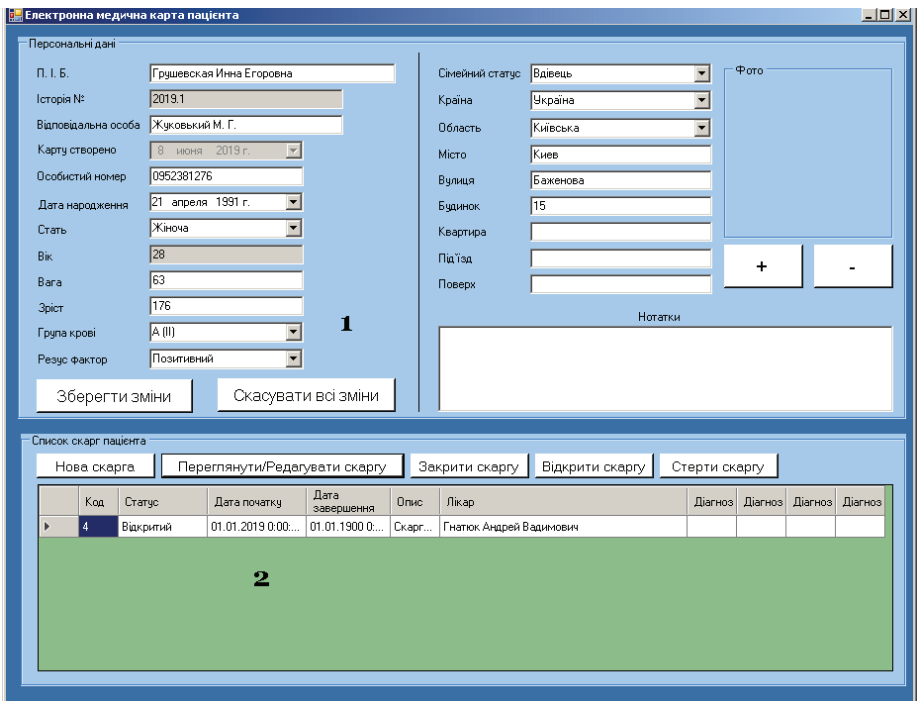 Електронна медична карта пацієнта
Персональні дані
П. І. Б. Грушевская Инна Егоровна
Історія № 2019.1
Відповідальна особа Жуковький М. Г.
Карту створено 8 июня 2019 г.
Особистий номер 0952381276
Дата народження 21 апреля 1991 г.
Стать Жіноча
Вік 28
Вага 63
Зріст 176
Група крові A (II)
Резус фактор Позитивний
1
Зберегти зміни Скасувати всі зміни
Сімейний статус Вдівець
Країна Україна
Область Київська
Місто Киев
Вулиця Баженова
Будинок 15
Квартира
Під'їзд
Поверх
Фото
+ -
Нотатки
Список скарг пацієнта
Нова скарга Переглянути/Редагувати скаргу Закрити скаргу Відкрити скаргу Стерти скаргу
Код Статус Дата початку Дата завершення Опис Лікар Діагноз Діагноз Діагноз Діагноз
4 Відкритий 01.01.2019 0:00:... 01.01.1900 0:... Скарг... Гнатюк Андрей Вадимович
2